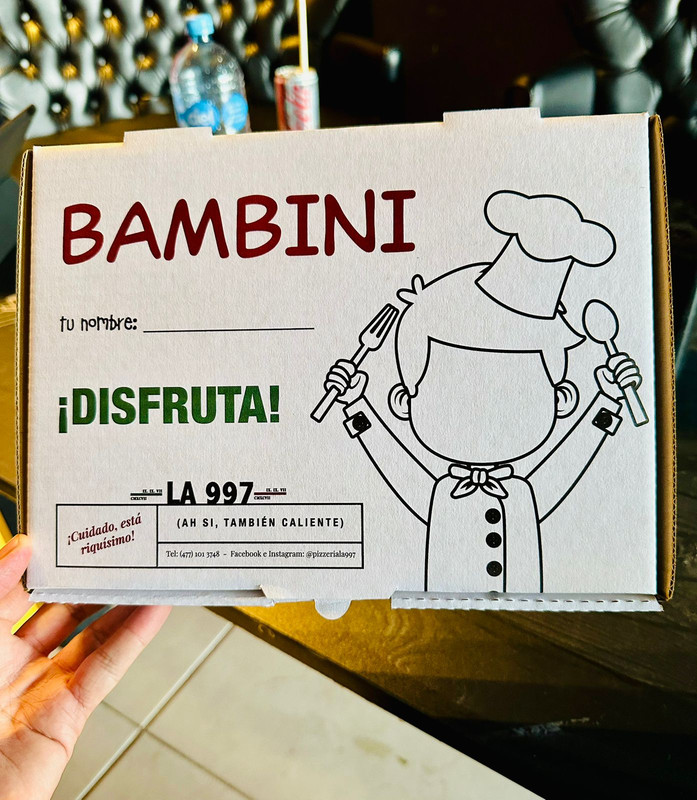 BAMBINI
tu nombre:
¡DISFRUTA!
LA 997
¡Cuidado, está
riquísimo!
(AH SI, TAMBIÉN CALIENTE)
Tel: (477) 101 3748 - Facebook e Instagram: @pizzeriala997